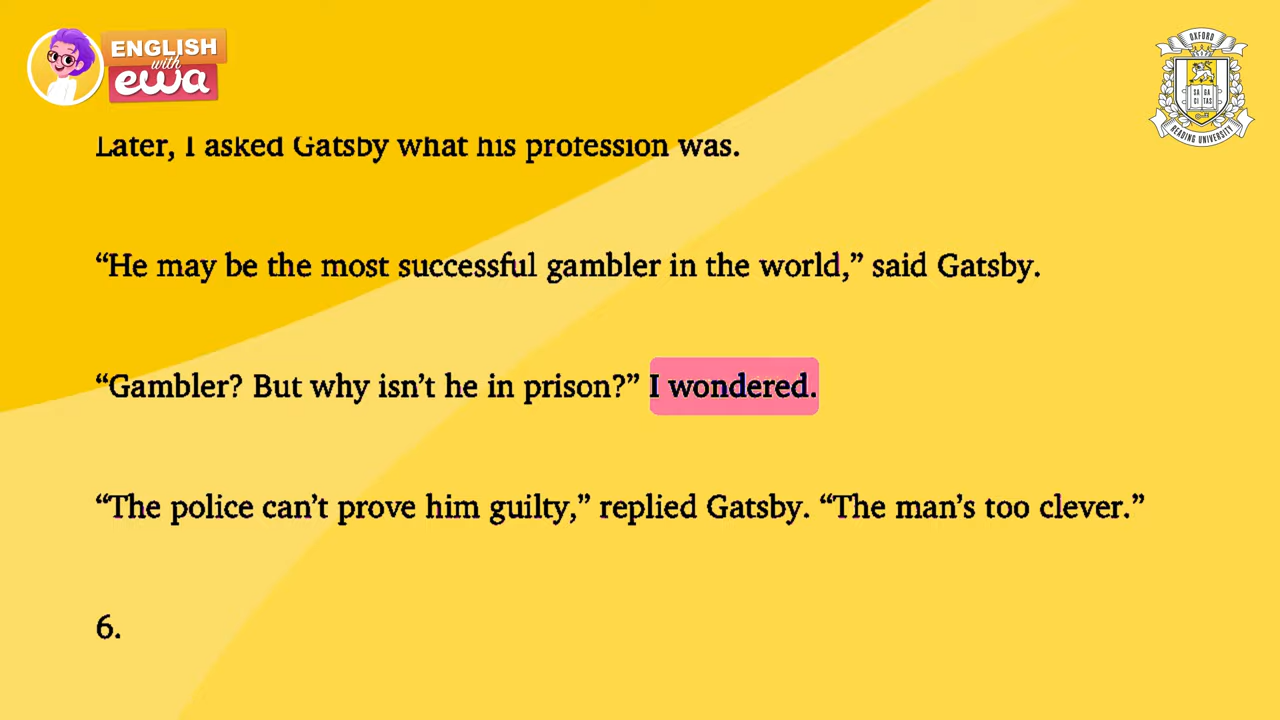 ENGLISH
with
ewa
OXFORD
SA GA
CI TAS
READING UNIVERSITY
Later, I asked Gatsby what his profession was.
“He may be the most successful gambler in the world,” said Gatsby.
“Gambler? But why isn’t he in prison?” I wondered.
“The police can’t prove him guilty,” replied Gatsby. “The man’s too clever.”
6.